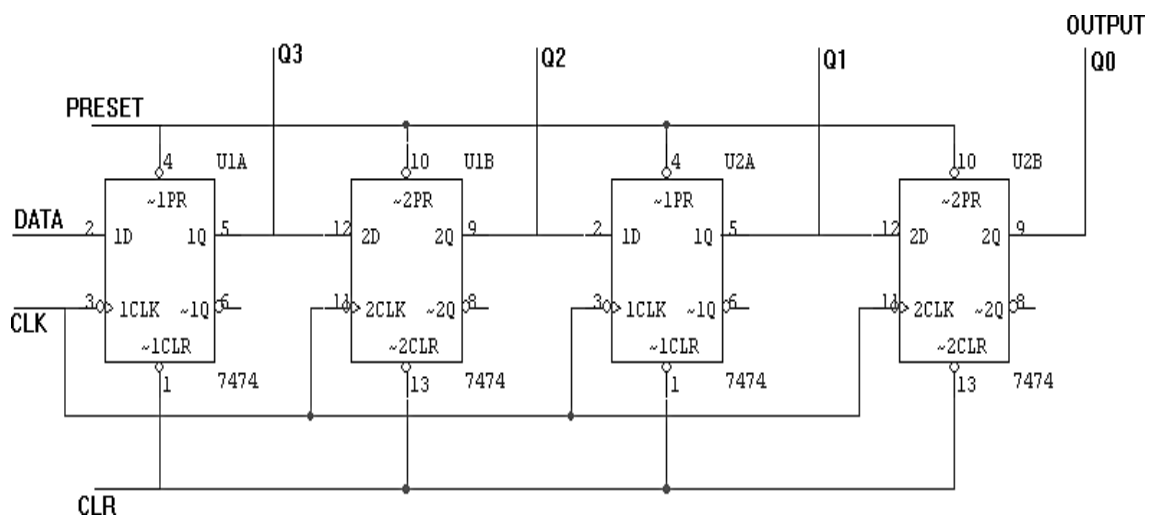 OUTPUT
Q3 Q2 Q1 Q0
PRESET
4 U1A 10 U1B 4 U2A 10 U2B
~1PR ~2PR ~1PR ~2PR
DATA 2 1D 1Q 5 12 2D 2Q 9 2 1D 1Q 5 12 2D 2Q 9
CLK 3 1CLK ~1Q 6 11 2CLK ~2Q 8 3 1CLK ~1Q 6 11 2CLK ~2Q 8
~1CLR ~2CLR ~1CLR ~2CLR
1 7474 13 7474 1 7474 13 7474
CLR